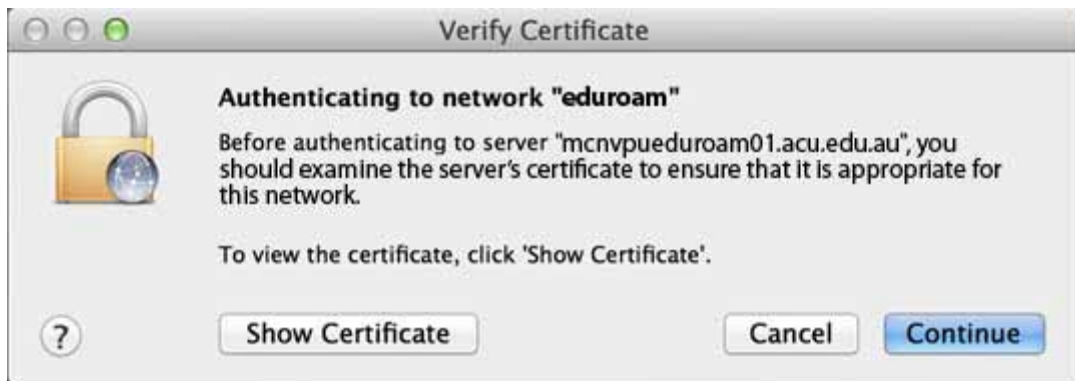 Verify Certificate
Authenticating to network "eduroam"
Before authenticating to server "mcnvpueduroam01.acu.edu.au", you
should examine the server's certificate to ensure that it is appropriate for
this network.
To view the certificate, click 'Show Certificate'.
? Show Certificate Cancel Continue